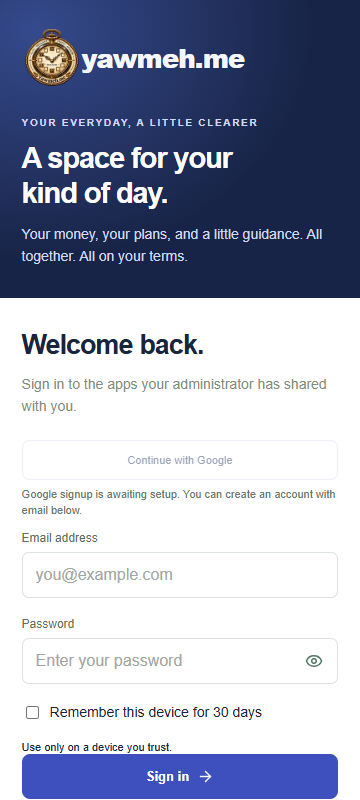 yawmeh.me
YOUR EVERYDAY, A LITTLE CLEARER
A space for your
kind of day.
Your money, your plans, and a little guidance. All
together. All on your terms.
Welcome back.
Sign in to the apps your administrator has shared
with you.
Continue with Google
Google signup is awaiting setup. You can create an account with
email below.
Email address
you@example.com
Password
Enter your password
Remember this device for 30 days
Use only on a device you trust.
Sign in